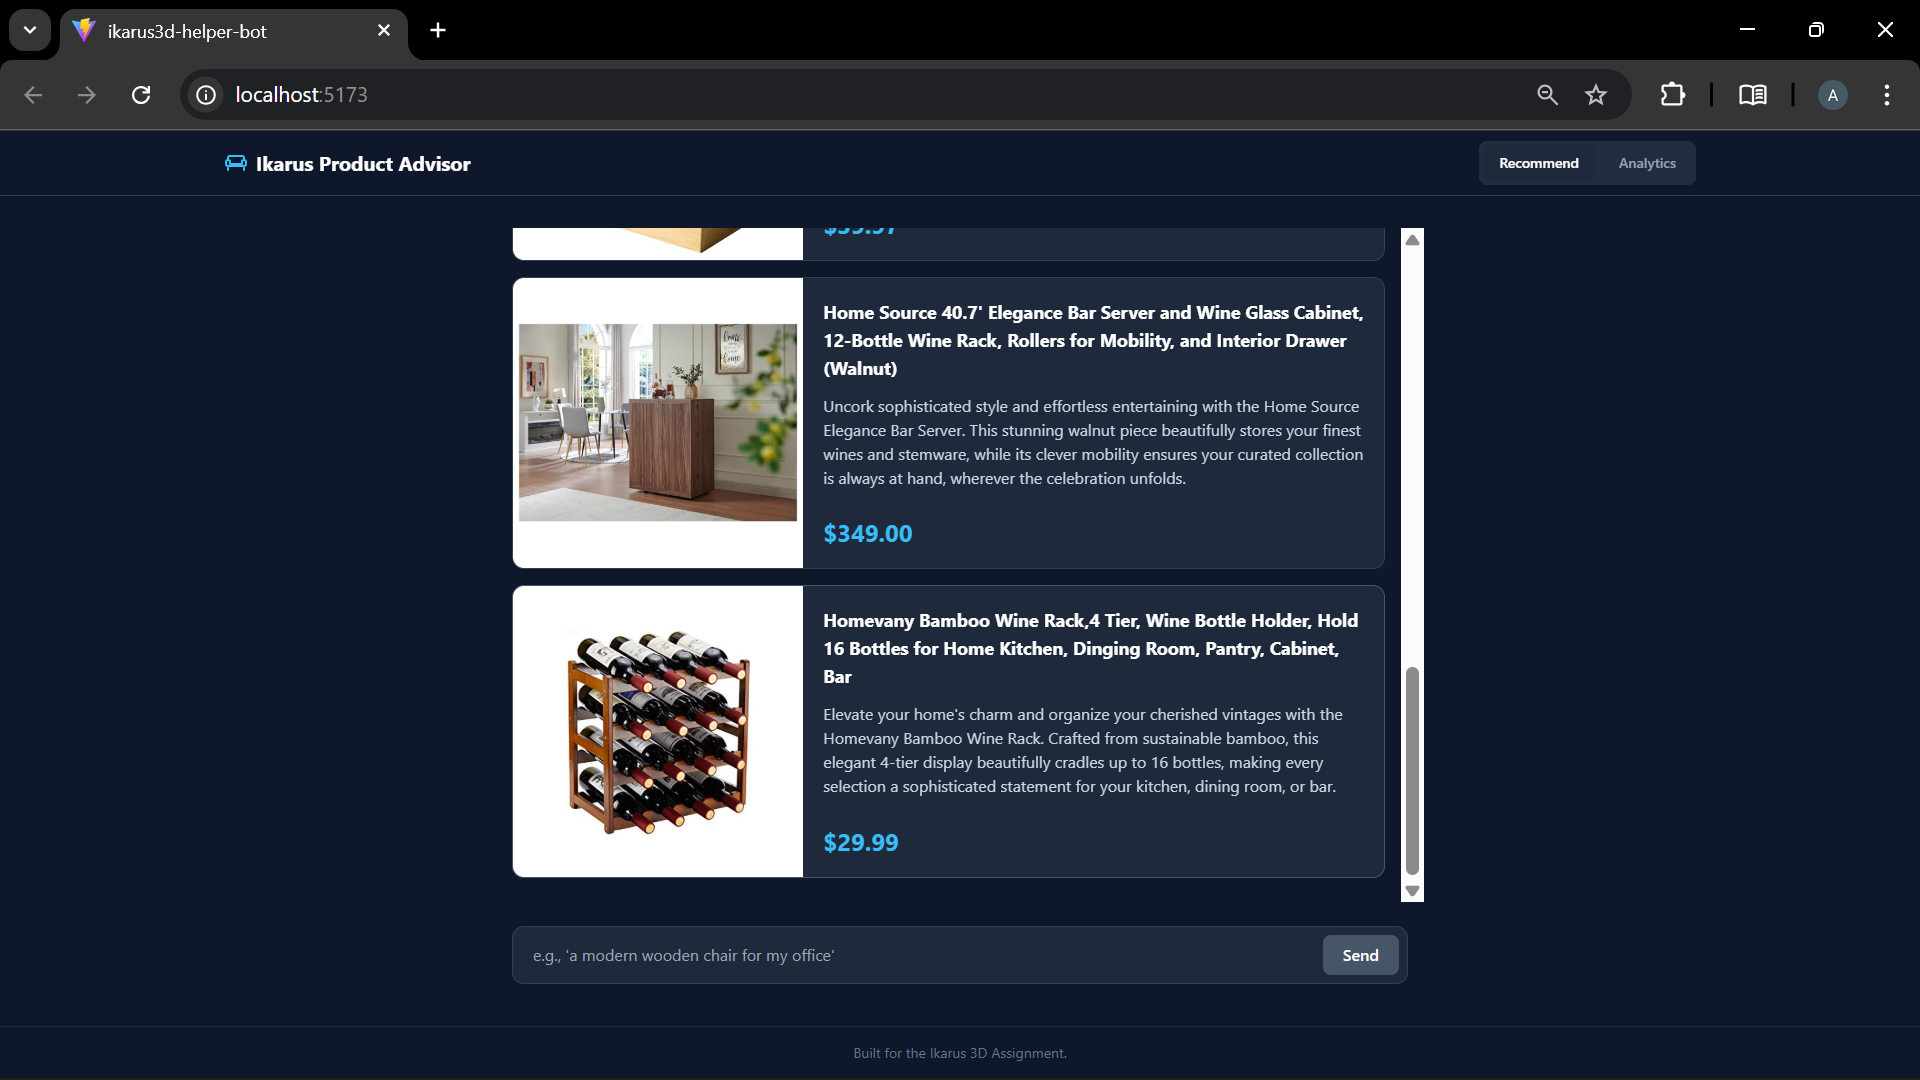 ikarus3d-helper-bot
localhost:5173
A
Ikarus Product Advisor
Recommend
Analytics
Home Source 40.7' Elegance Bar Server and Wine Glass Cabinet,
12-Bottle Wine Rack, Rollers for Mobility, and Interior Drawer
(Walnut)
Uncork sophisticated style and effortless entertaining with the Home Source
Elegance Bar Server. This stunning walnut piece beautifully stores your finest
wines and stemware, while its clever mobility ensures your curated collection
is always at hand, wherever the celebration unfolds.
$349.00
Homevany Bamboo Wine Rack,4 Tier, Wine Bottle Holder, Hold
16 Bottles for Home Kitchen, Dinging Room, Pantry, Cabinet,
Bar
Elevate your home's charm and organize your cherished vintages with the
Homevany Bamboo Wine Rack. Crafted from sustainable bamboo, this
elegant 4-tier display beautifully cradles up to 16 bottles, making every
selection a sophisticated statement for your kitchen, dining room, or bar.
$29.99
e.g., 'a modern wooden chair for my office'
Send
Built for the Ikarus 3D Assignment.